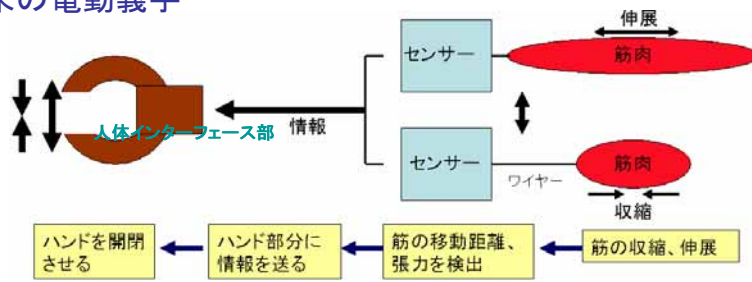 の電動義手
伸展
センサー
筋肉
人体インターフェース部
情報
センサー
筋肉
ワイヤー
収縮
ハンドを開閉
させる
ハンド部分に
情報を送る
筋の移動距離、
張力を検出
筋の収縮、伸展